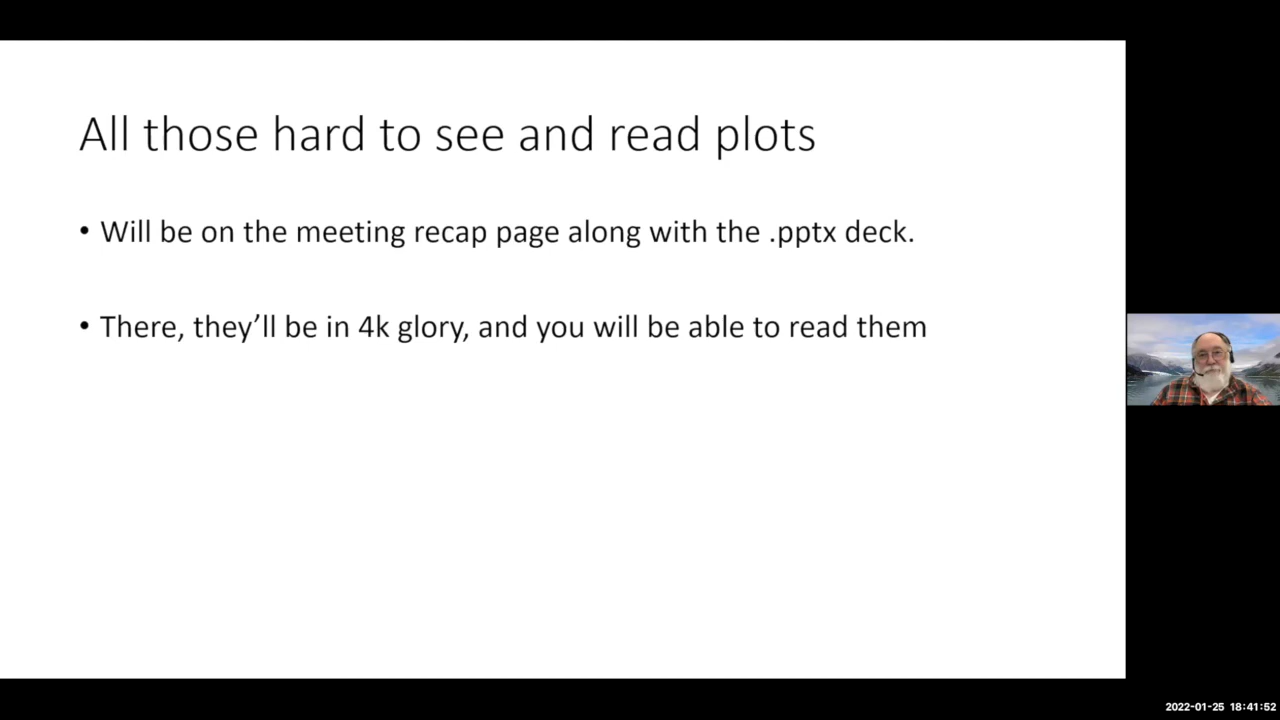 All those hard to see and read plots
• Will be on the meeting recap page along with the .pptx deck.
• There, they’ll be in 4k glory, and you will be able to read them
2022-01-25 18:41:52